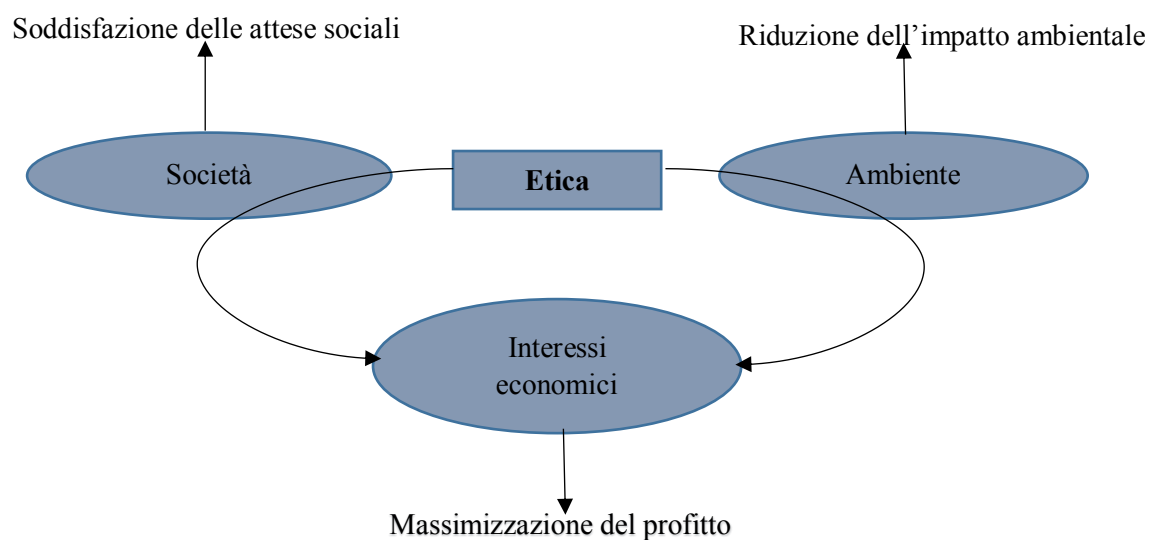 Soddisfazione delle attese sociali
Riduzione dell’impatto ambientale
Società
Etica
Ambiente
Interessi
economici
Massimizzazione del profitto